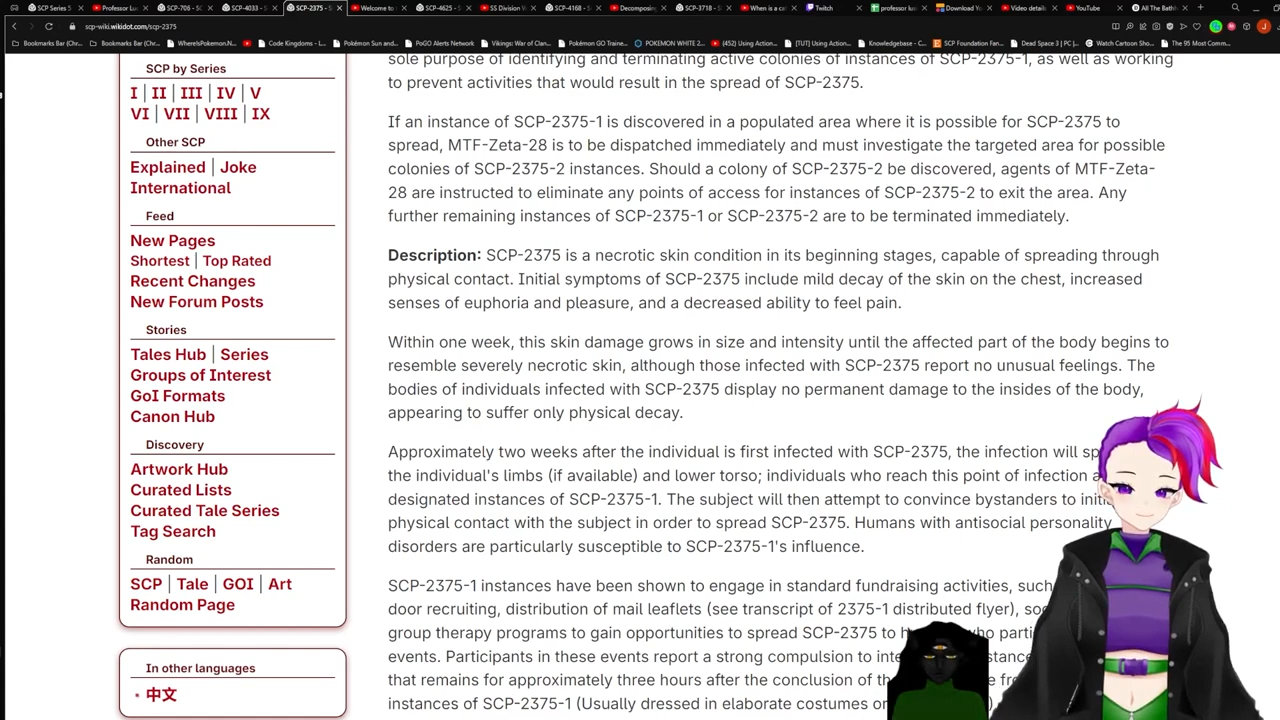 SCP Series 5
Professor Lu
SCP-706 - SC
SCP-4033 -
SCP-2375 - S
Welcome to
SCP-4625 -
SS Division
SCP-4168 -
Decomposing
SCP-3718 -
When is a ca
Twitch
professor lu
Download Yo
Video details
YouTube
All The Bathh
scp-wiki.wikidot.com/scp-2375
Bookmarks Bar (Chr...
Bookmarks Bar (Chr...
WhereIsPokemon.N...
Code Kingdoms - I...
Pokémon Sun and...
PoGO Alerts Network
Vikings: War of Clan...
Pokémon GO Traine...
POKEMON WHITE 2...
(452) Using Action...
[TUT] Using Action...
Knowledgebase - C...
SCP Foundation Fan...
Dead Space 3 | PC |...
Watch Cartoon Sho...
The 95 Most Comm...
SCP by Series
I | II | III | IV | V
VI | VII | VIII | IX
Other SCP
Explained | Joke
International
Feed
New Pages
Shortest | Top Rated
Recent Changes
New Forum Posts
Stories
Tales Hub | Series
Groups of Interest
GoI Formats
Canon Hub
Discovery
Artwork Hub
Curated Lists
Curated Tale Series
Tag Search
Random
SCP | Tale | GOI | Art
Random Page
In other languages
中文
sole purpose of identifying and terminating active colonies of instances of SCP-2375-1, as well as working
to prevent activities that would result in the spread of SCP-2375.
If an instance of SCP-2375-1 is discovered in a populated area where it is possible for SCP-2375 to
spread, MTF-Zeta-28 is to be dispatched immediately and must investigate the targeted area for possible
colonies of SCP-2375-2 instances. Should a colony of SCP-2375-2 be discovered, agents of MTF-Zeta-
28 are instructed to eliminate any points of access for instances of SCP-2375-2 to exit the area. Any
further remaining instances of SCP-2375-1 or SCP-2375-2 are to be terminated immediately.
Description: SCP-2375 is a necrotic skin condition in its beginning stages, capable of spreading through
physical contact. Initial symptoms of SCP-2375 include mild decay of the skin on the chest, increased
senses of euphoria and pleasure, and a decreased ability to feel pain.
Within one week, this skin damage grows in size and intensity until the affected part of the body begins to
resemble severely necrotic skin, although those infected with SCP-2375 report no unusual feelings. The
bodies of individuals infected with SCP-2375 display no permanent damage to the insides of the body,
appearing to suffer only physical decay.
Approximately two weeks after the individual is first infected with SCP-2375, the infection will sp
the individual's limbs (if available) and lower torso; individuals who reach this point of infection a
designated instances of SCP-2375-1. The subject will then attempt to convince bystanders to initi
physical contact with the subject in order to spread SCP-2375. Humans with antisocial personality
disorders are particularly susceptible to SCP-2375-1's influence.
SCP-2375-1 instances have been shown to engage in standard fundraising activities, such
door recruiting, distribution of mail leaflets (see transcript of 2375-1 distributed flyer), so
group therapy programs to gain opportunities to spread SCP-2375 to h who parti
events. Participants in these events report a strong compulsion to inte stance
that remains for approximately three hours after the conclusion of th e fr
instances of SCP-2375-1 (Usually dressed in elaborate costumes or